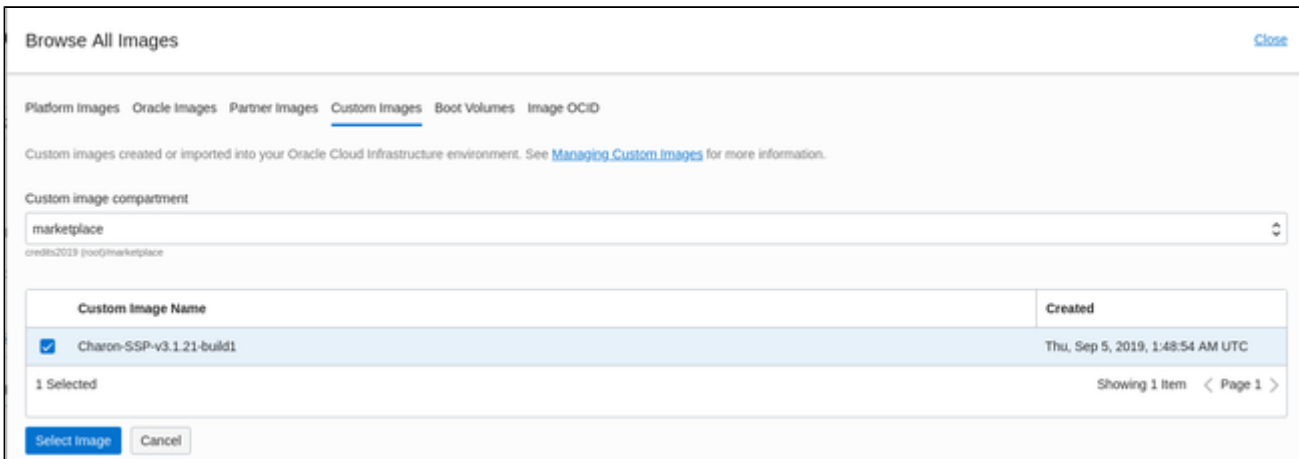 Browse All Images Close
Platform Images Oracle Images Partner Images Custom Images Boot Volumes Image OCID
Custom images created or imported into your Oracle Cloud Infrastructure environment. See Managing Custom Images for more information.
Custom image compartment
marketplace
credits2019 (root)/marketplace
Custom Image Name Created
Charon-SSP-v3.1.21-build1 Thu, Sep 5, 2019, 1:48:54 AM UTC
1 Selected Showing 1 Item < Page 1 >
Select Image Cancel